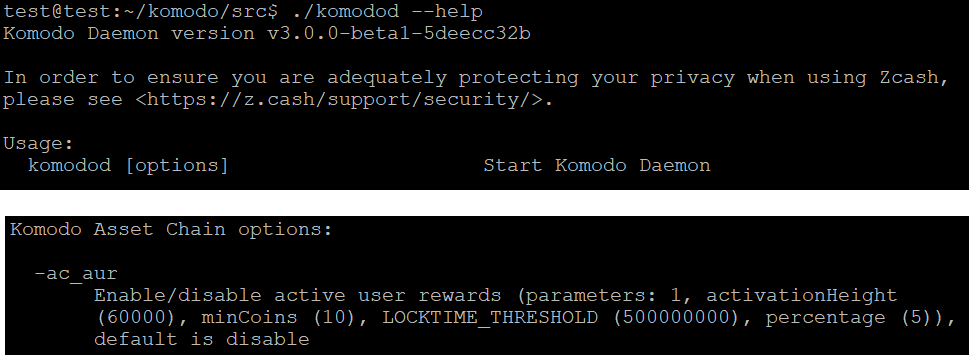 test@test:~/komodo/src$ ./komodod --help
Komodo Daemon version v3.0.0-beta1-5deecc32b
In order to ensure you are adequately protecting your privacy when using Zcash,
please see <https://z.cash/support/security/>.
Usage:
komodod [options] Start Komodo Daemon
Komodo Asset Chain options:
-ac_aur
Enable/disable active user rewards (parameters: 1, activationHeight
(60000), minCoins (10), LOCKTIME_THRESHOLD (500000000), percentage (5)),
default is disable